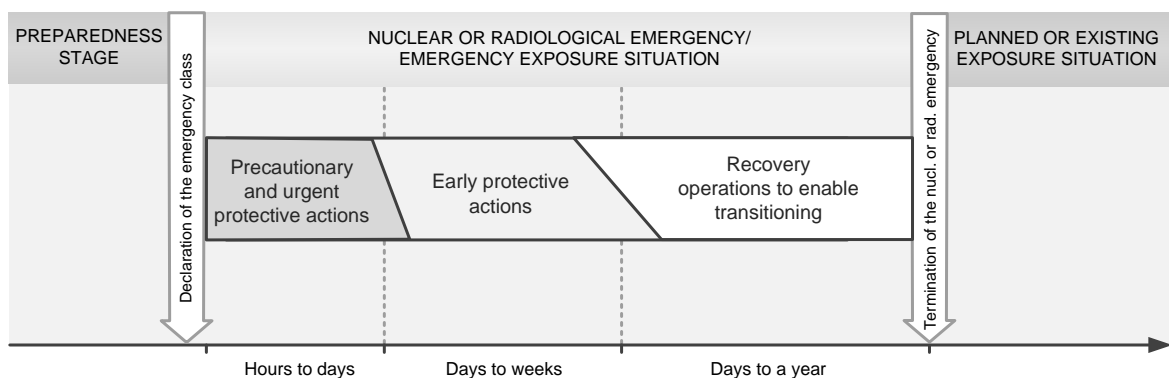 PREPAREDNESS
STAGE
Declaration of the emergency class
NUCLEAR OR RADIOLOGICAL EMERGENCY/
EMERGENCY EXPOSURE SITUATION
Termination of the nucl. or rad. emergency
PLANNED OR EXISTING
EXPOSURE SITUATION
Precautionary
and urgent
protective actions
Early protective
actions
Recovery
operations to enable
transitioning
Hours to days
Days to weeks
Days to a year